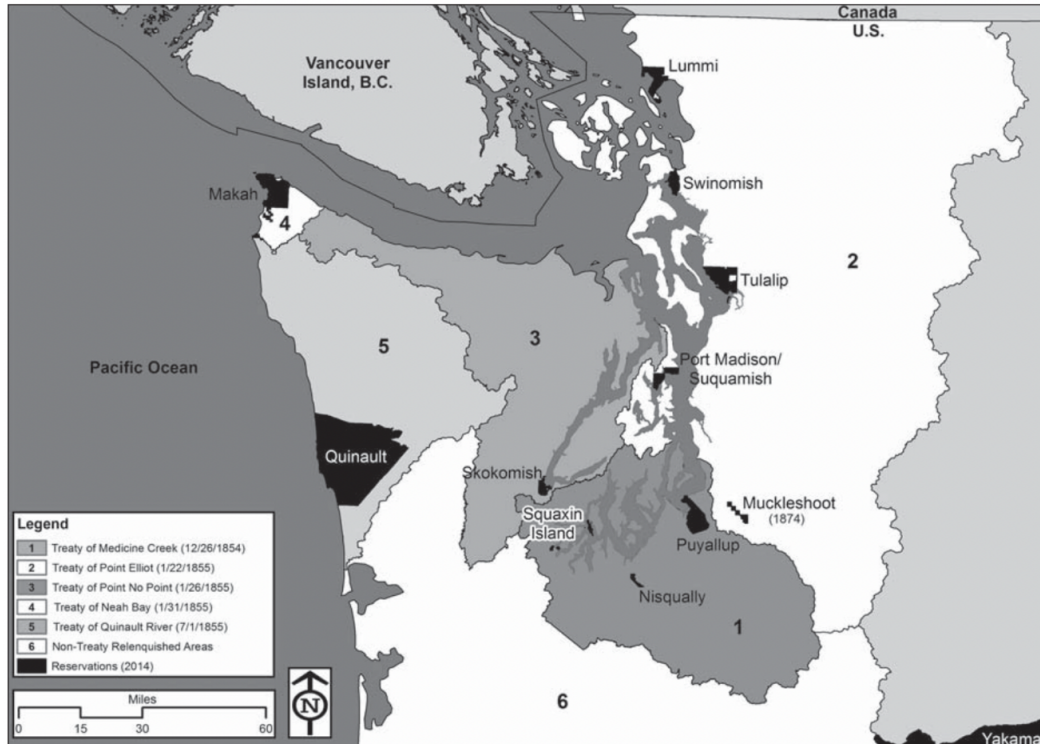 Canada
U.S.
Vancouver
Island, B.C.
Lummi
Makah
Swinomish
4
2
Tulalip
3
5
Port Madison/
Suquamish
Pacific Ocean
Quinault
Skokomish
Muckleshoot
(1874)
Squaxin
Island
Puyallup
Nisqually
1
6
Yakama
Legend
1 Treaty of Medicine Creek (12/26/1854)
2 Treaty of Point Elliot (1/22/1855)
3 Treaty of Point No Point (1/26/1855)
4 Treaty of Neah Bay (1/31/1855)
5 Treaty of Quinault River (7/1/1855)
6 Non-Treaty Relenquished Areas
Reservations (2014)
Miles
0 15 30 60
N